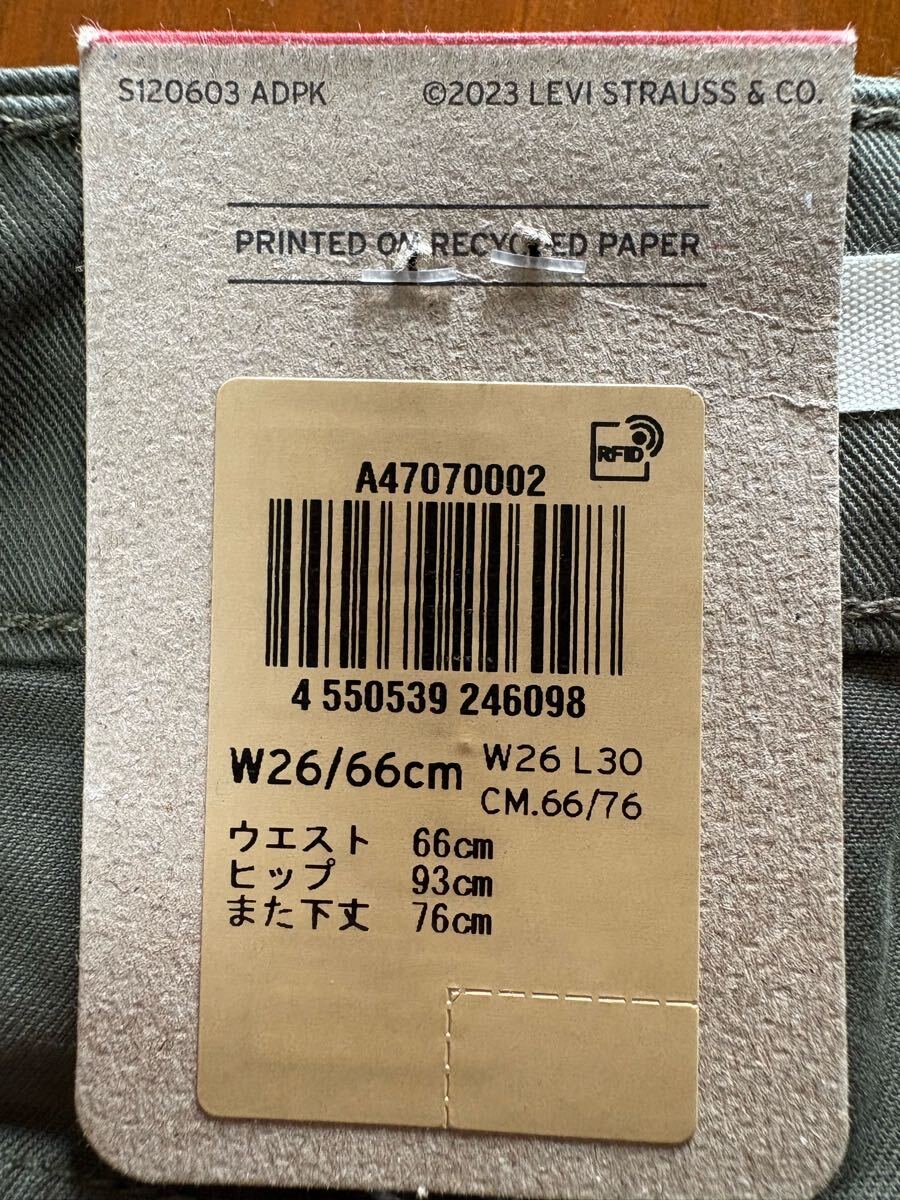 S120603 ADPK ©2023 LEVI STRAUSS & CO.
PRINTED ON RECYCLED PAPER
RFID
A47070002
4 550539 246098
W26/66cm W26 L30
CM.66/76
ウエスト 66cm
ヒップ 93cm
また下丈 76cm